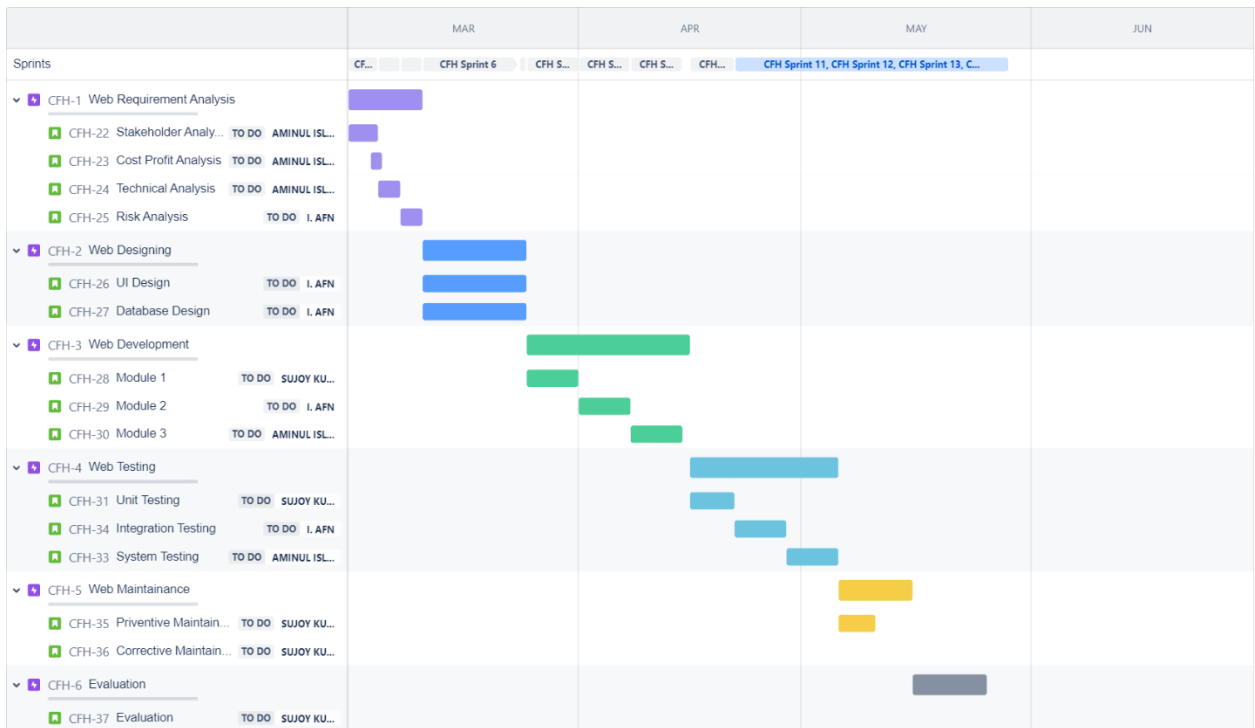 MAR APR MAY JUN
Sprints CF... CFH Sprint 6 CFH S... CFH S... CFH S... CFH... CFH Sprint 11, CFH Sprint 12, CFH Sprint 13, C...
CFH-1 Web Requirement Analysis
CFH-22 Stakeholder Analy... TO DO AMINUL ISL...
CFH-23 Cost Profit Analysis TO DO AMINUL ISL...
CFH-24 Technical Analysis TO DO AMINUL ISL...
CFH-25 Risk Analysis TO DO I. AFN
CFH-2 Web Designing
CFH-26 UI Design TO DO I. AFN
CFH-27 Database Design TO DO I. AFN
CFH-3 Web Development
CFH-28 Module 1 TO DO SUJOY KU...
CFH-29 Module 2 TO DO I. AFN
CFH-30 Module 3 TO DO AMINUL ISL...
CFH-4 Web Testing
CFH-31 Unit Testing TO DO SUJOY KU...
CFH-34 Integration Testing TO DO I. AFN
CFH-33 System Testing TO DO AMINUL ISL...
CFH-5 Web Maintainance
CFH-35 Priventive Maintain... TO DO SUJOY KU...
CFH-36 Corrective Maintain... TO DO SUJOY KU...
CFH-6 Evaluation
CFH-37 Evaluation TO DO SUJOY KU...